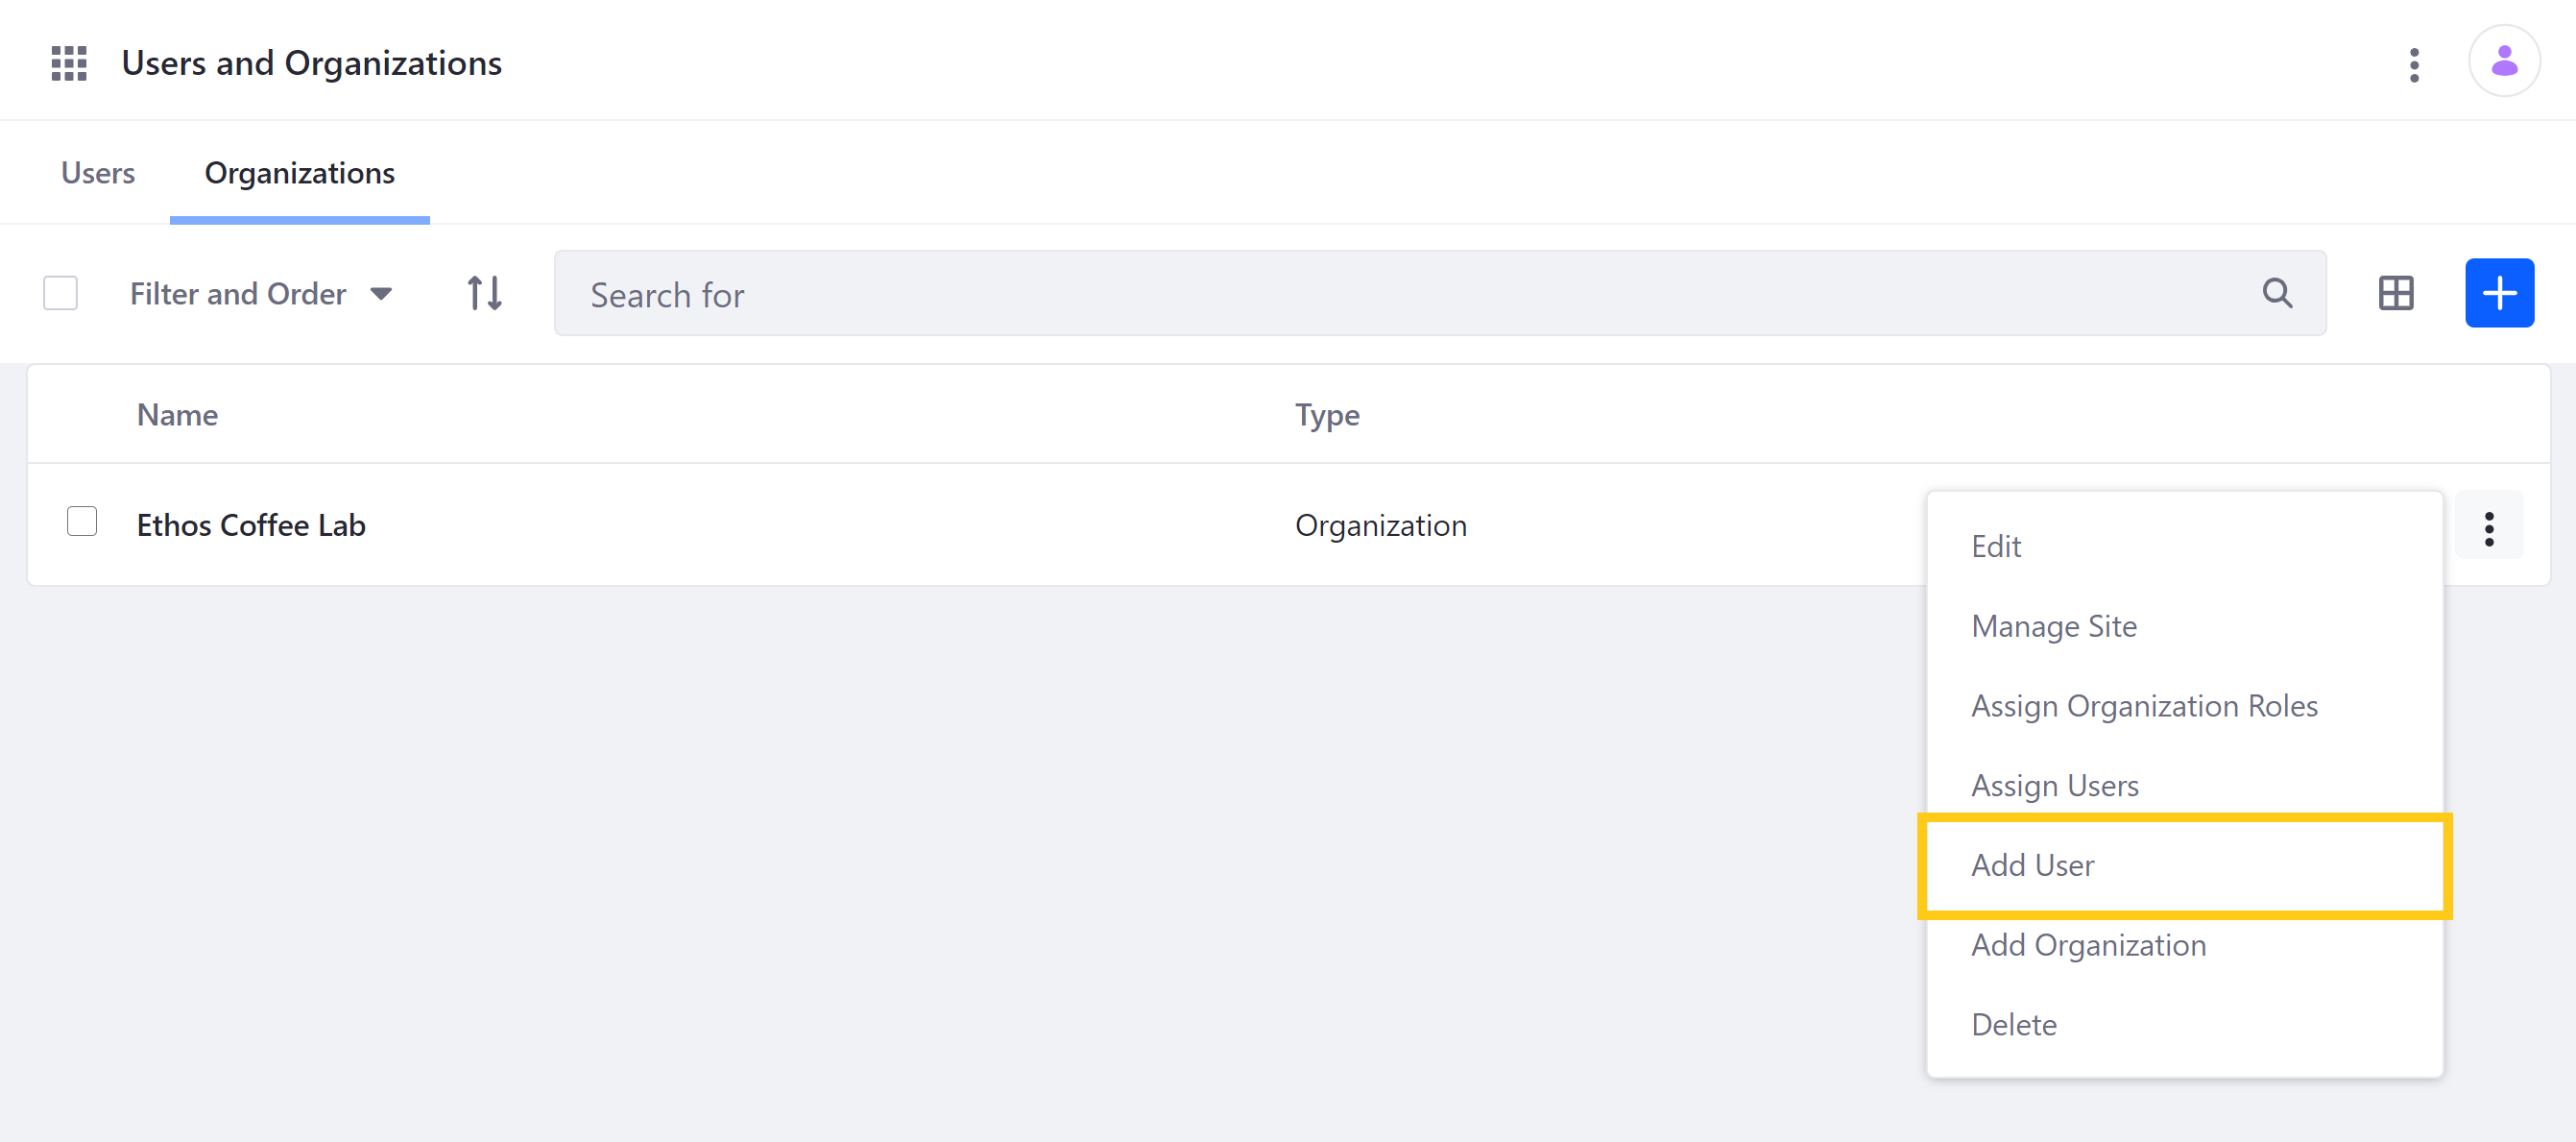 Users and Organizations
Users
Organizations
Filter and Order
Search for
Name
Type
Ethos Coffee Lab
Organization
Edit
Manage Site
Assign Organization Roles
Assign Users
Add User
Add Organization
Delete